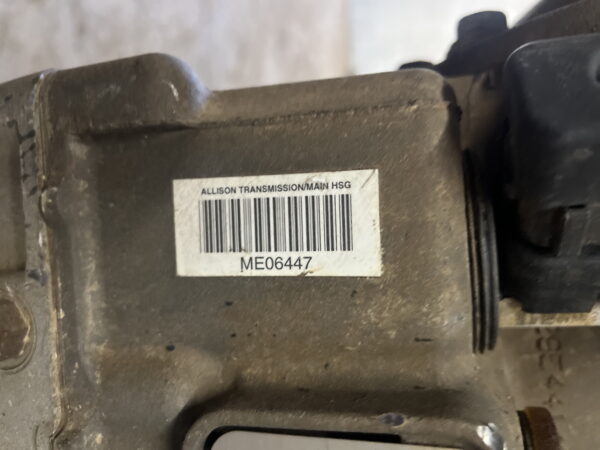 ALLISON TRANSMISSION/MAIN HSG
ME06447